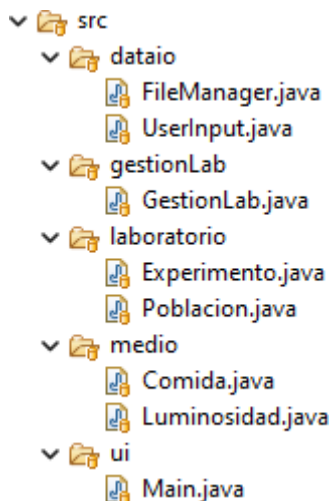 src
dataio
FileManager.java
UserInput.java
gestionLab
GestionLab.java
laboratorio
Experimento.java
Poblacion.java
medio
Comida.java
Luminosidad.java
ui
Main.java